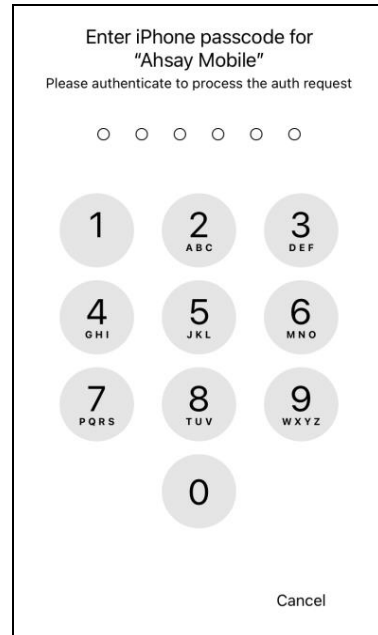 Enter iPhone passcode for
“Ahsay Mobile”
Please authenticate to process the auth request
1 2 3
ABC DEF
4 5 6
GHI JKL MNO
7 8 9
PQRS TUV WXYZ
0
Cancel